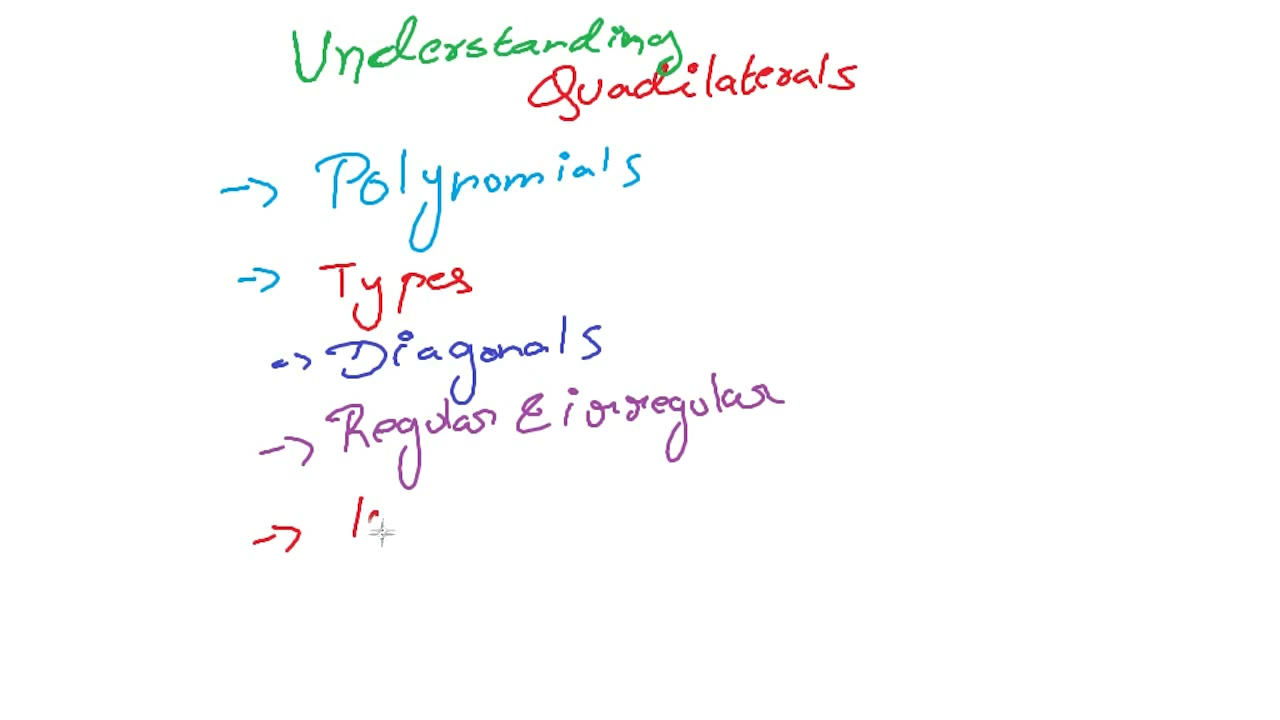 Understanding
Quadilaterals
-> Polynomials
-> Types
-> Diagonals
-> Regular & irregular
->